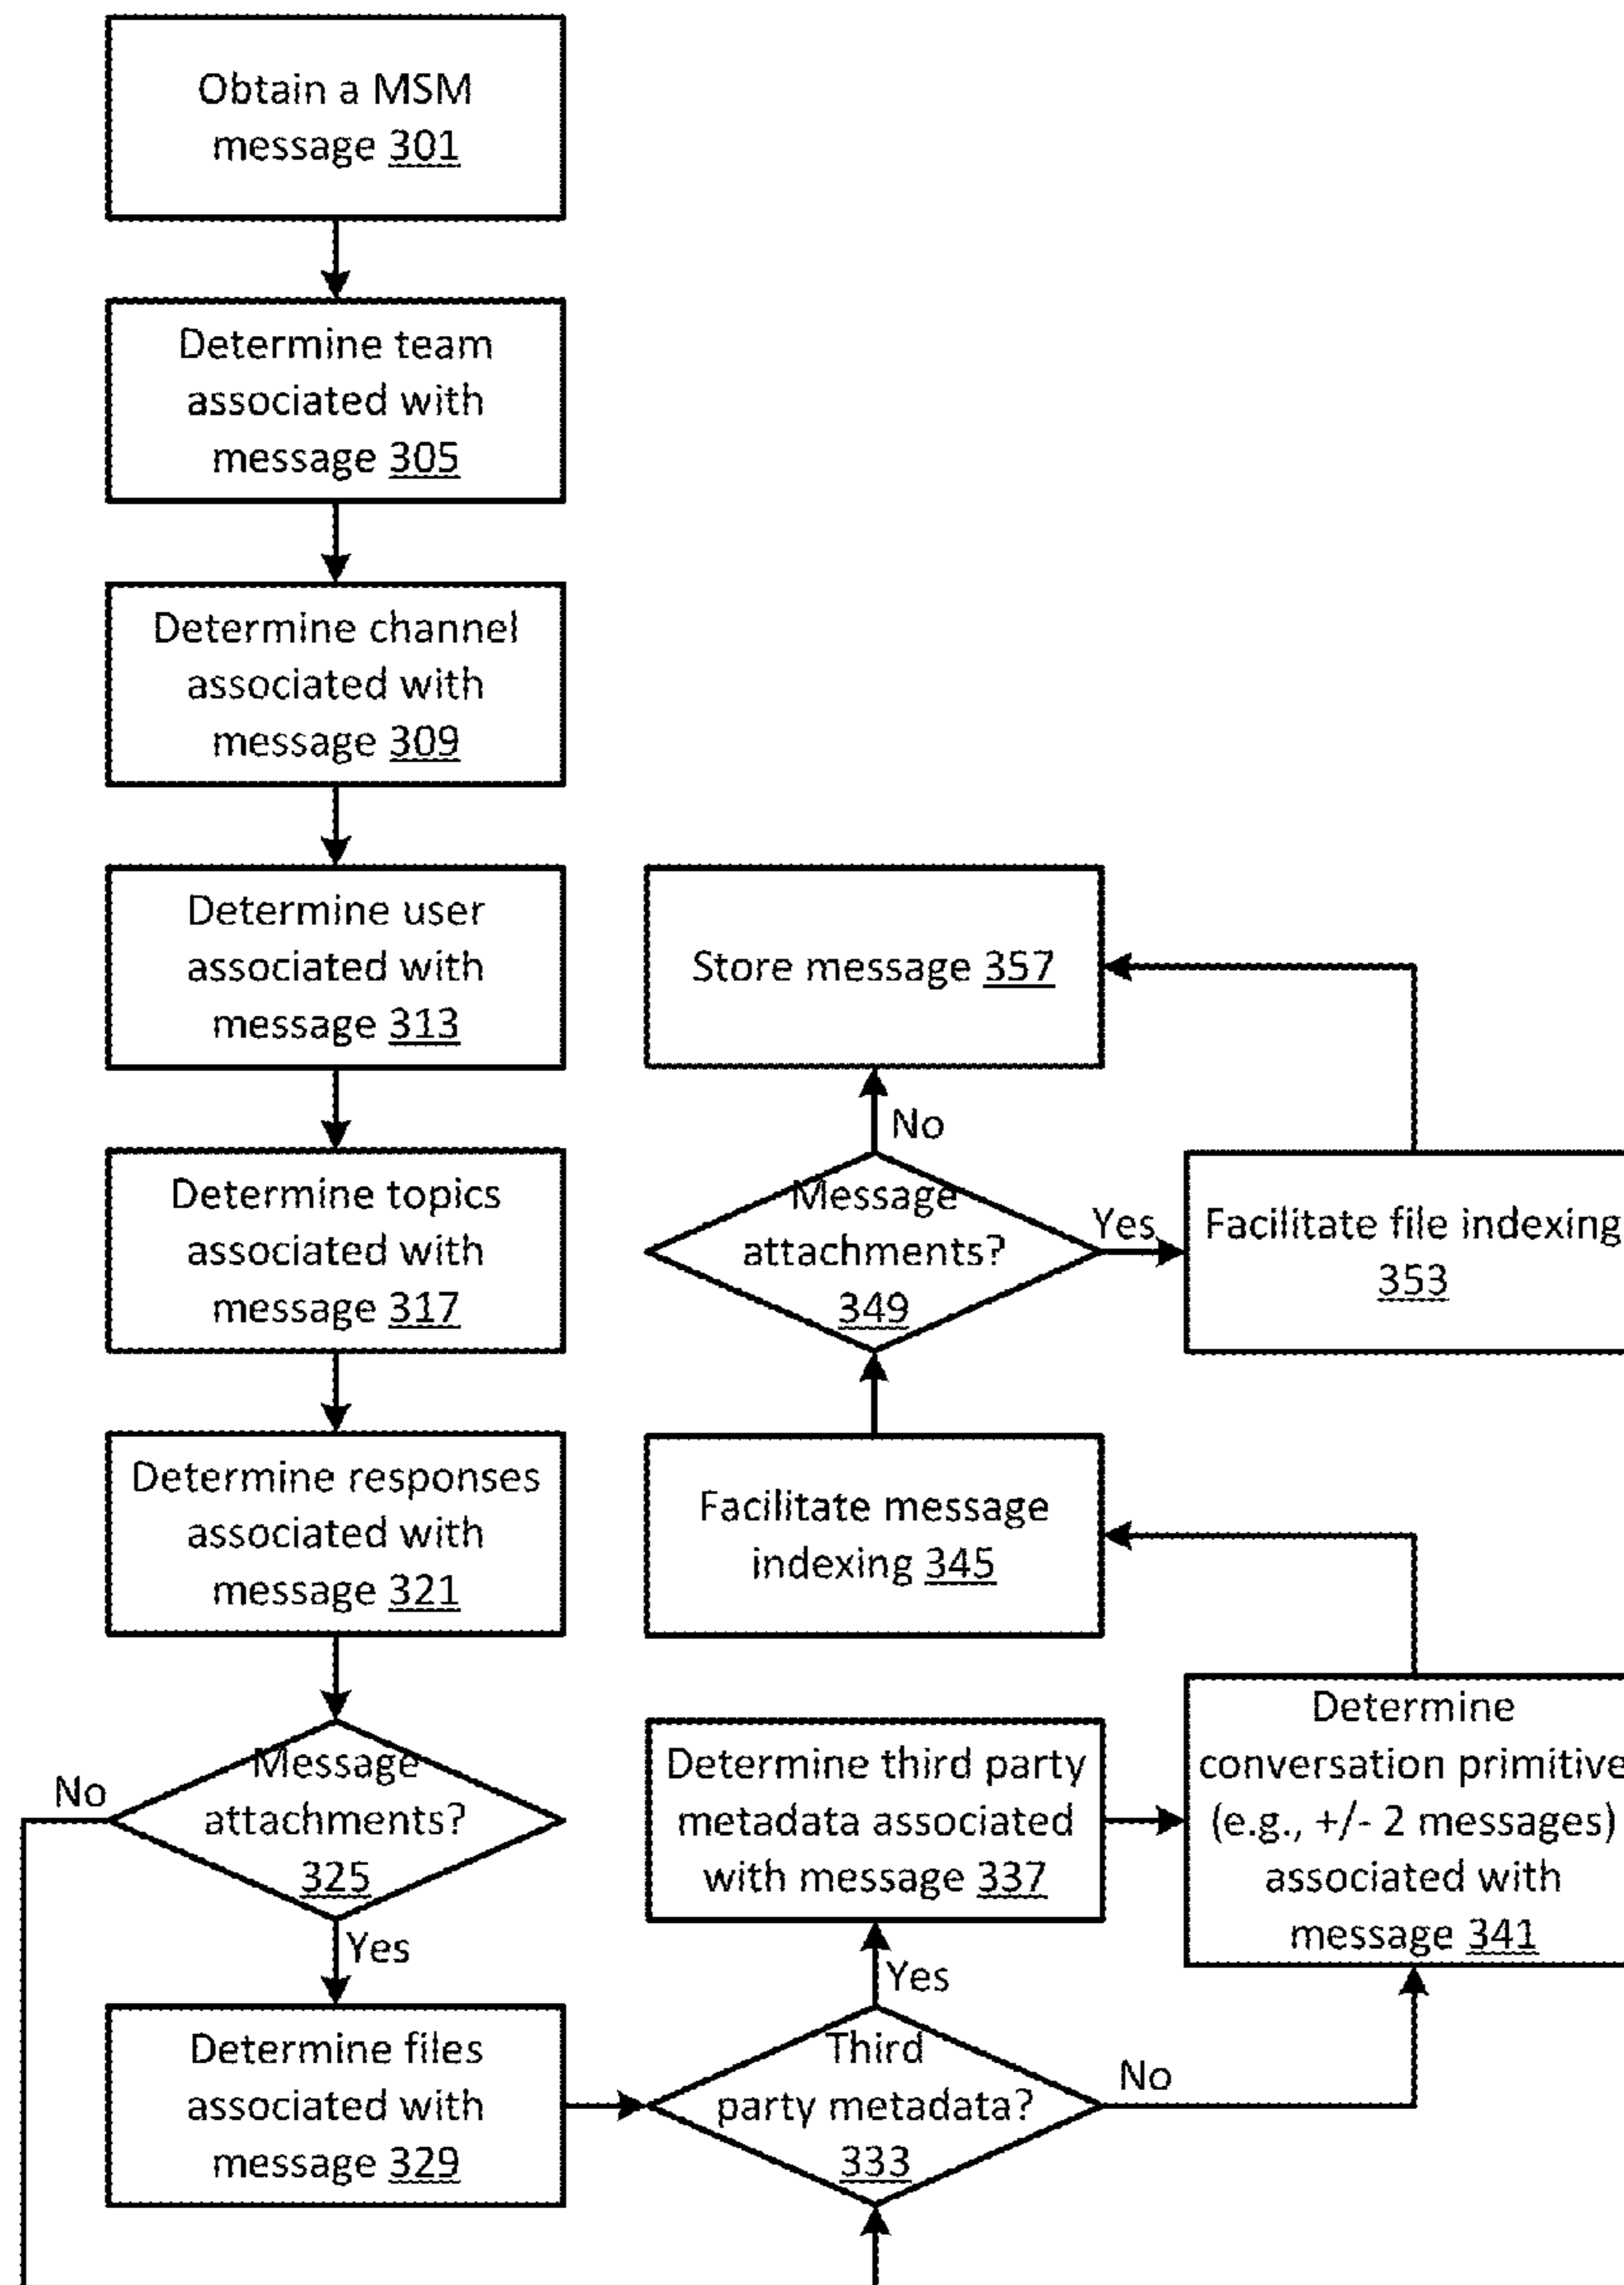 Obtain a MSM
message 301
Determine team
associated with
message 305
Determine channel
associated with
message 309
Determine user
associated with
message 313
Determine topics
associated with
message 317
Determine responses
associated with
message 321
Message
attachments?
325
No
Yes
Determine files
associated with
message 329
Third
party metadata?
333
Yes
No
Determine third party
metadata associated
with message 337
Determine
conversation primitive
(e.g., +/- 2 messages)
associated with
message 341
Facilitate message
indexing 345
Message
attachments?
349
No
Yes
Facilitate file indexing
353
Store message 357